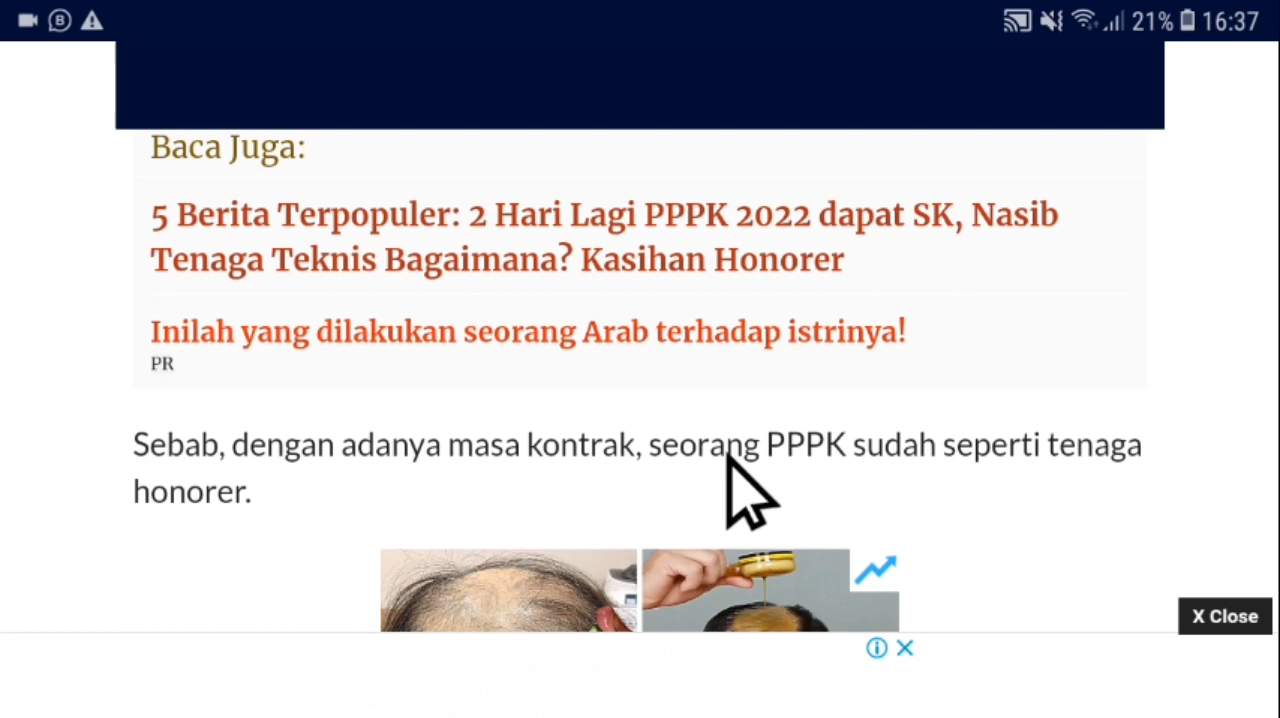 21% 16:37
Baca Juga:
5 Berita Terpopuler: 2 Hari Lagi PPPK 2022 dapat SK, Nasib
Tenaga Teknis Bagaimana? Kasihan Honorer
Inilah yang dilakukan seorang Arab terhadap istrinya!
PR
Sebab, dengan adanya masa kontrak, seorang PPPK sudah seperti tenaga
honorer.
X Close